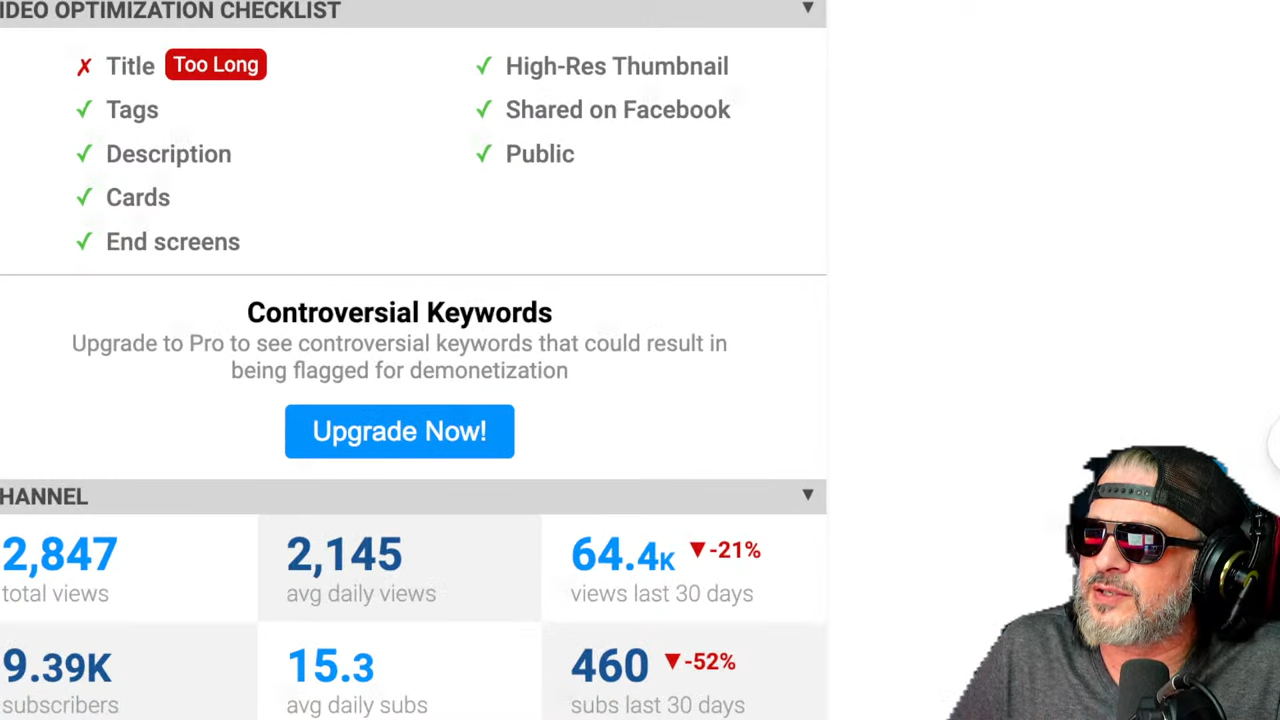 IDEO OPTIMIZATION CHECKLIST ▼
✗ Title Too Long
✓ Tags
✓ Description
✓ Cards
✓ End screens
✓ High-Res Thumbnail
✓ Shared on Facebook
✓ Public
Controversial Keywords
Upgrade to Pro to see controversial keywords that could result in
being flagged for demonetization
Upgrade Now!
HANNEL ▼
2,847
total views
2,145
avg daily views
64.4K ▼-21%
views last 30 days
9.39K
subscribers
15.3
avg daily subs
460 ▼-52%
subs last 30 days